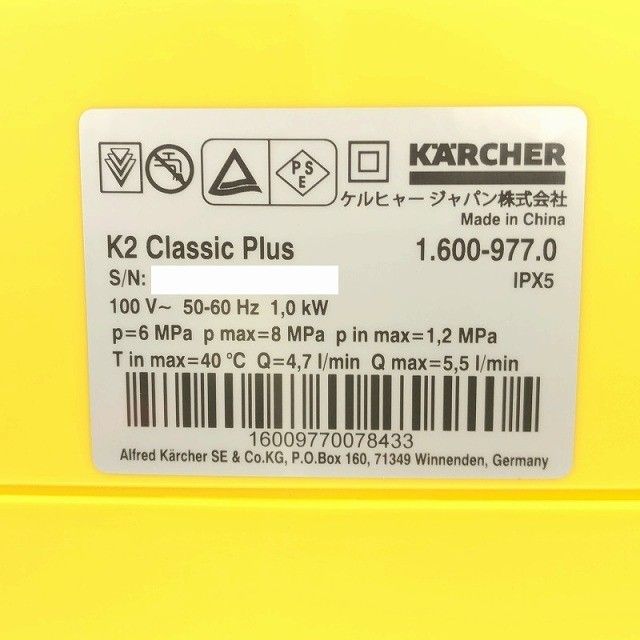 PS
E
KÄRCHER
ケルヒャー ジャパン株式会社
Made in China
K2 Classic Plus 1.600-977.0
S/N: IPX5
100 V~ 50-60 Hz 1,0 kW
p=6 MPa p max=8 MPa p in max=1,2 MPa
T in max=40 °C Q=4,7 l/min Q max=5,5 l/min
16009770078433
Alfred Kärcher SE & Co.KG, P.O.Box 160, 71349 Winnenden, Germany